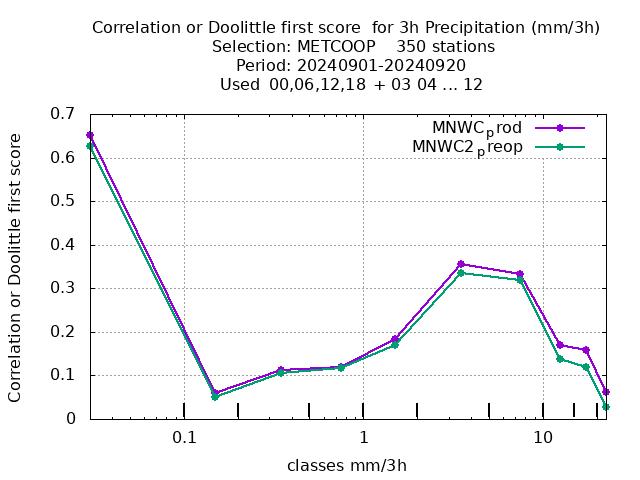 Correlation or Doolittle first score  for 3h Precipitation (mm/3h)
Selection: METCOOP    350 stations
Period: 20240901-20240920
Used 00,06,12,18 + 03 04 ... 12
MNWCprod
MNWC2preop
Correlation or Doolittle first score
0.7
0.6
0.5
0.4
0.3
0.2
0.1
0
0.1 1 10
classes mm/3h